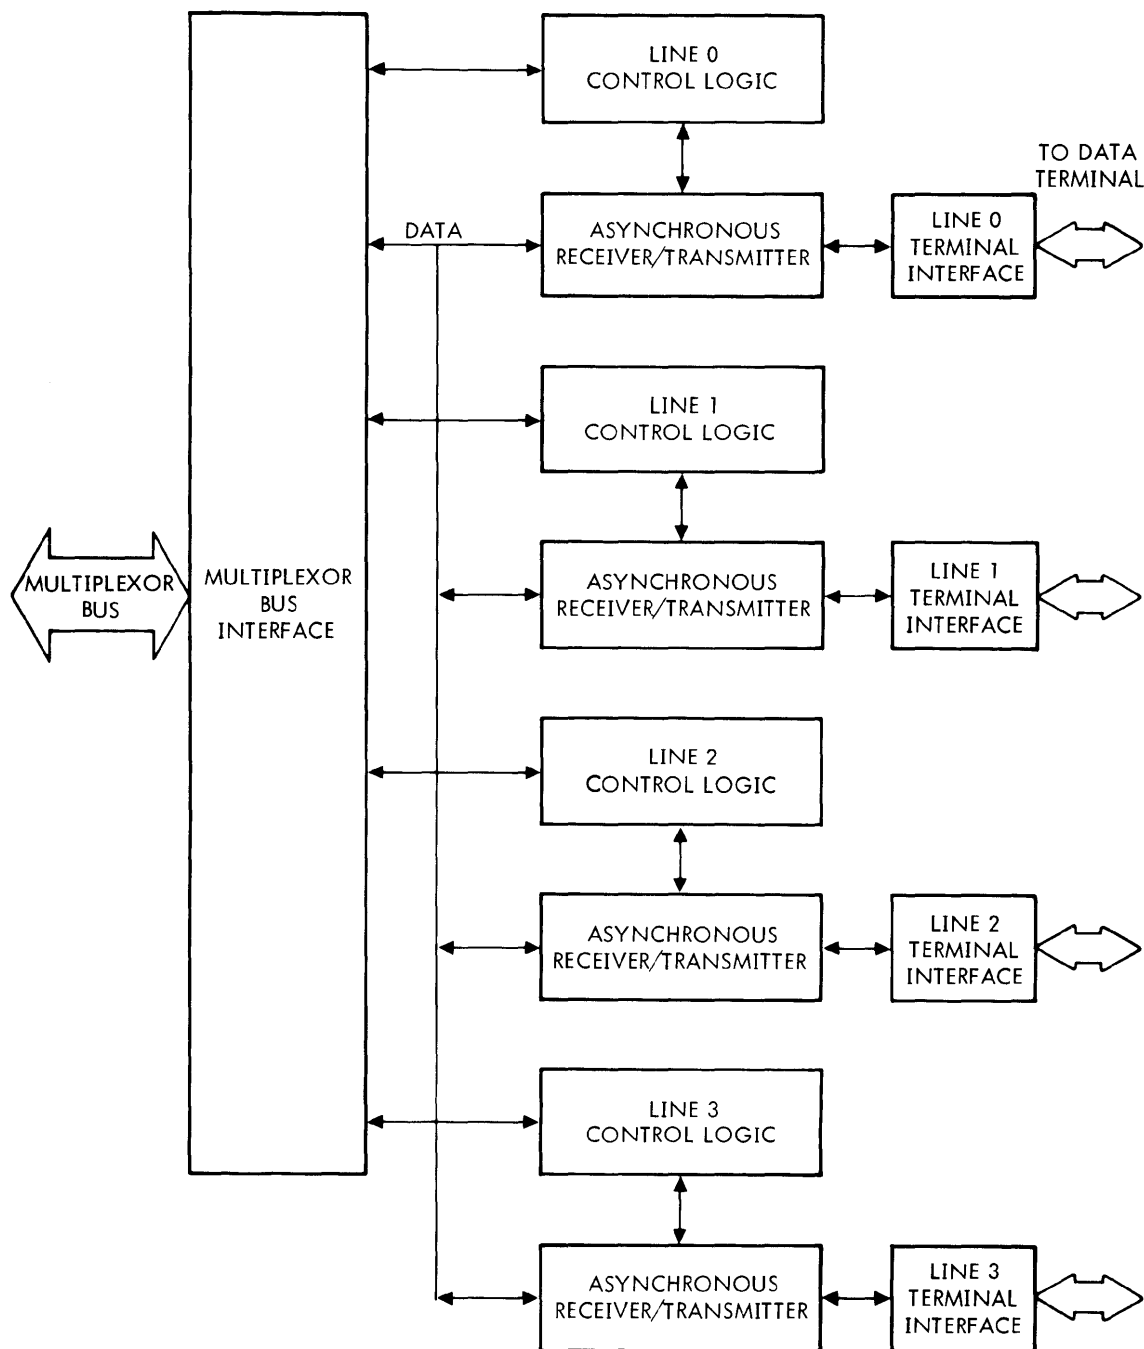 LINE 0
CONTROL LOGIC
TO DATA
TERMINAL
DATA
ASYNCHRONOUS
RECEIVER/TRANSMITTER
LINE 0
TERMINAL
INTERFACE
LINE 1
CONTROL LOGIC
MULTIPLEXOR
BUS
MULTIPLEXOR
BUS
INTERFACE
ASYNCHRONOUS
RECEIVER/TRANSMITTER
LINE 1
TERMINAL
INTERFACE
LINE 2
CONTROL LOGIC
ASYNCHRONOUS
RECEIVER/TRANSMITTER
LINE 2
TERMINAL
INTERFACE
LINE 3
CONTROL LOGIC
ASYNCHRONOUS
RECEIVER/TRANSMITTER
LINE 3
TERMINAL
INTERFACE